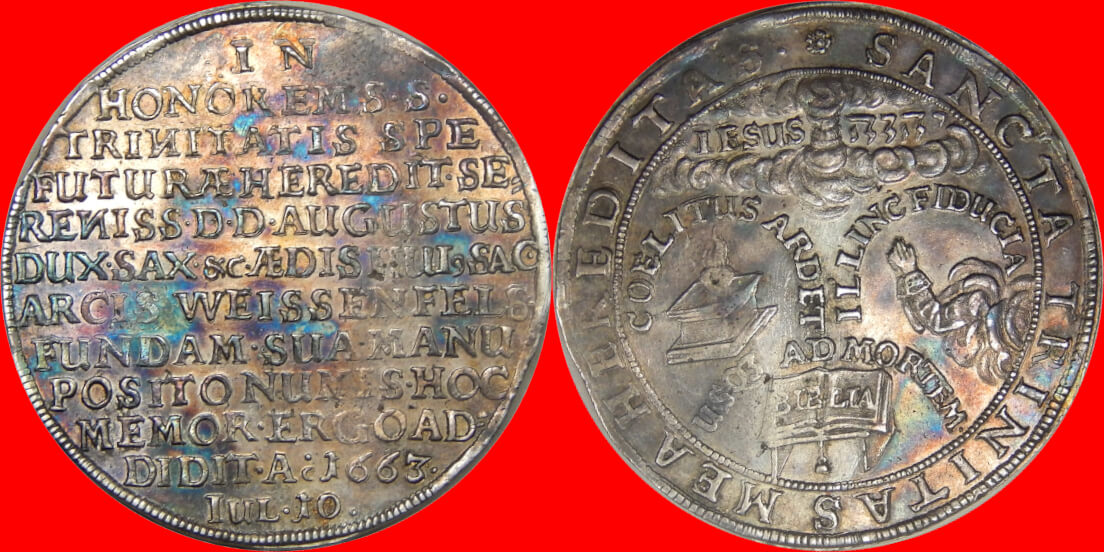 IN
HONOREM S·S·
TRINITATIS SPE
FUTURÆ HEREDIT·SE-
RENISS·D·D·AUGUSTUS
DUX·SAX &c ÆDIS HUI9 SAC
ARCIS WEISSENFELS
FUNDAM·SUA MANU
POSITO NUMIS·HOC
MEMOR·ERGO AD-
DIDIT·A:1663·
IUL·10·
SANCTA TRINITAS MEA HEREDITAS·
IESUS
COELITUS ARDET
ILLINC FIDUCIA
USQ3 AD MORTEM·
BIBLIA